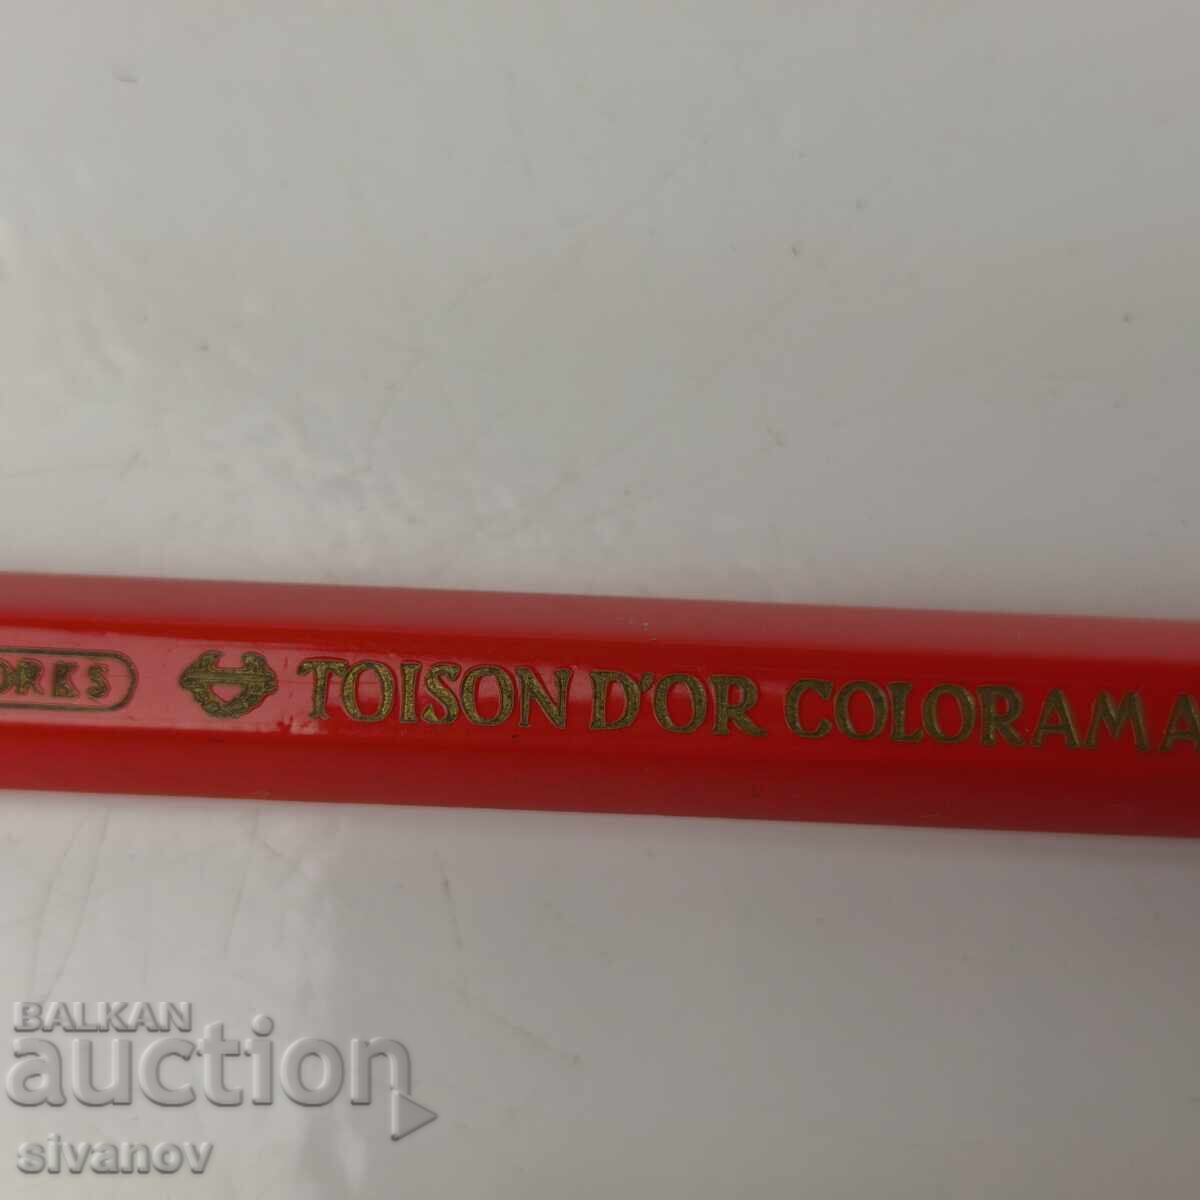 ORKS TOISON D'OR COLORAMA
BALKAN
auction
sivanov